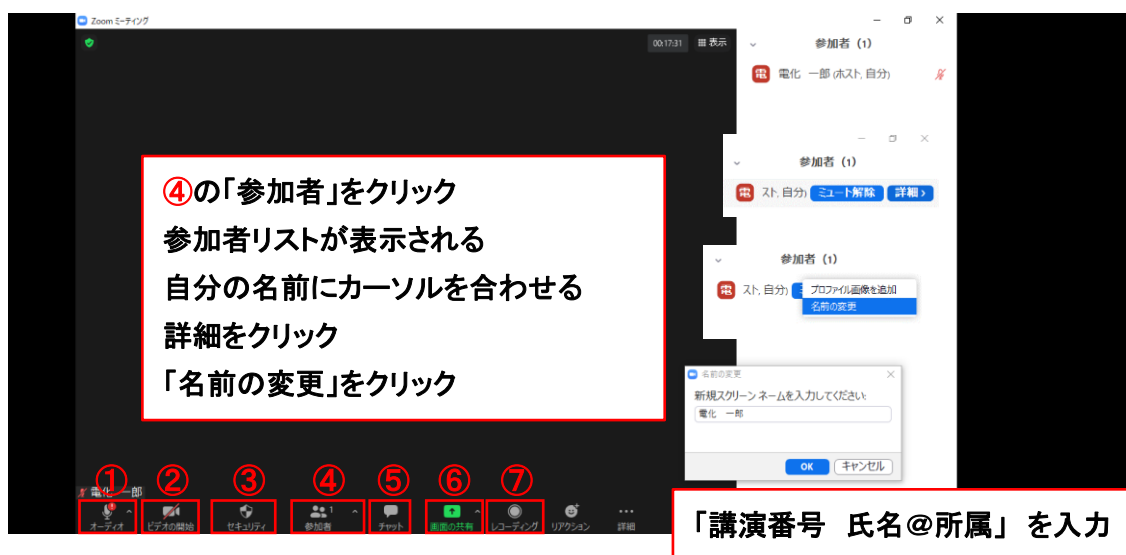 Zoom ミーティング
00:17:31 表示
参加者 (1)
電 電化 一郎 (ホスト, 自分)
参加者 (1)
電 スト, 自分) ミュート解除 詳細 >
参加者 (1)
電 スト, 自分) プロファイル画像を追加
名前の変更
④の「参加者」をクリック
参加者リストが表示される
自分の名前にカーソルを合わせる
詳細をクリック
「名前の変更」をクリック
名前の変更
新規スクリーン ネームを入力してください:
電化 一郎
OK キャンセル
① ② ③ ④ ⑤ ⑥ ⑦
電化 一郎
オーディオ ビデオの開始 セキュリティ 参加者 1 チャット 画面の共有 レコーディング リアクション 詳細
「講演番号 氏名@所属」を入力